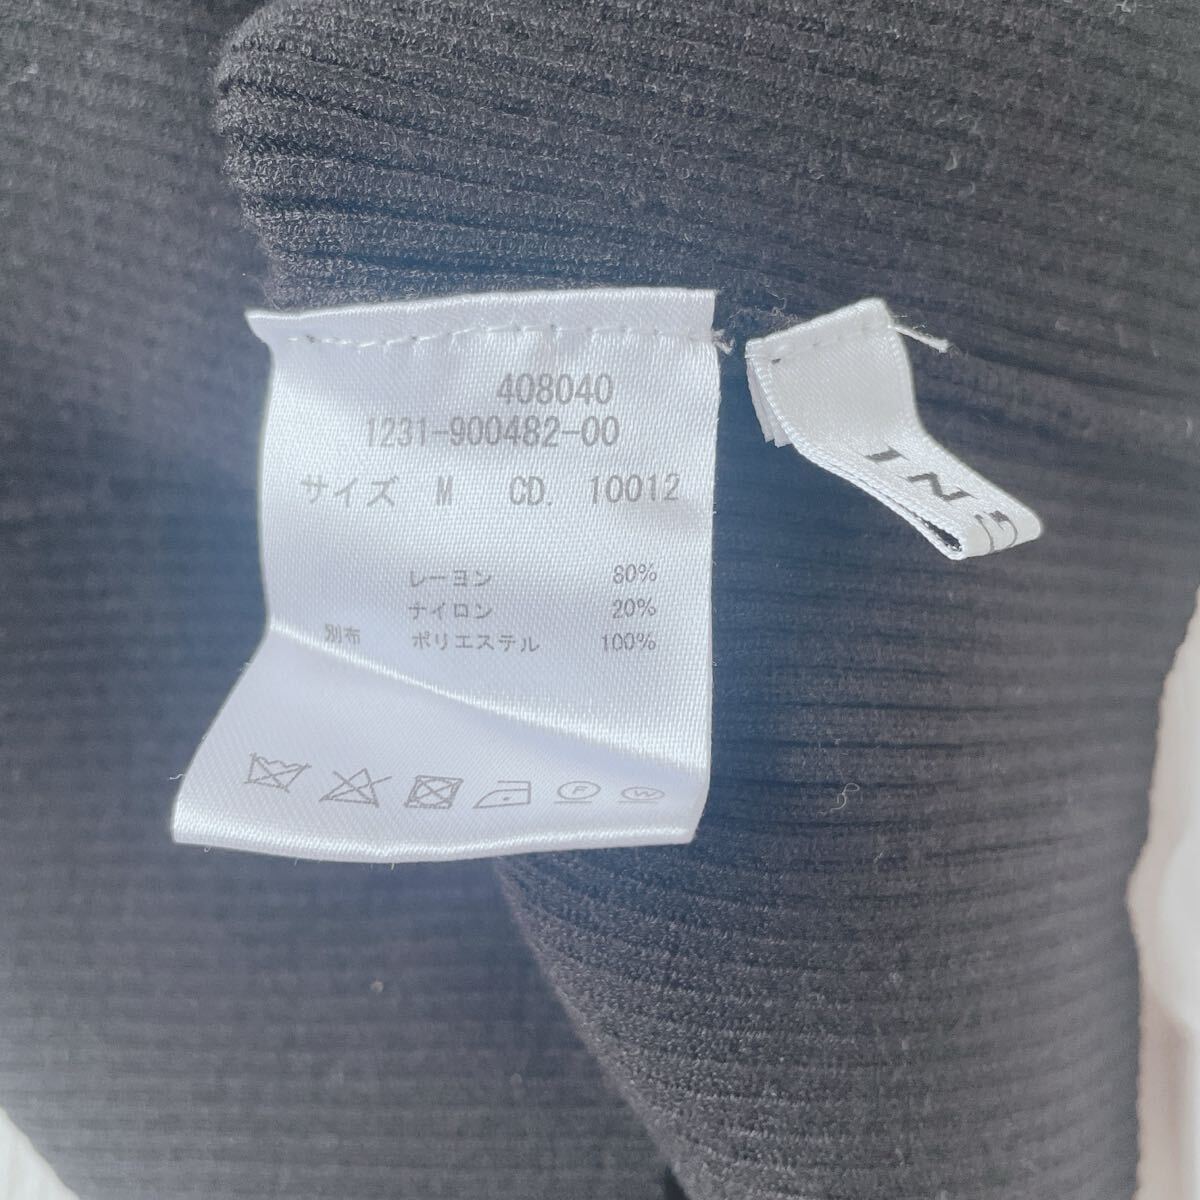 408040
1231-900482-00
サイズ M CD. 10012
レーヨン 80%
ナイロン 20%
別布 ポリエステル 100%
F
W